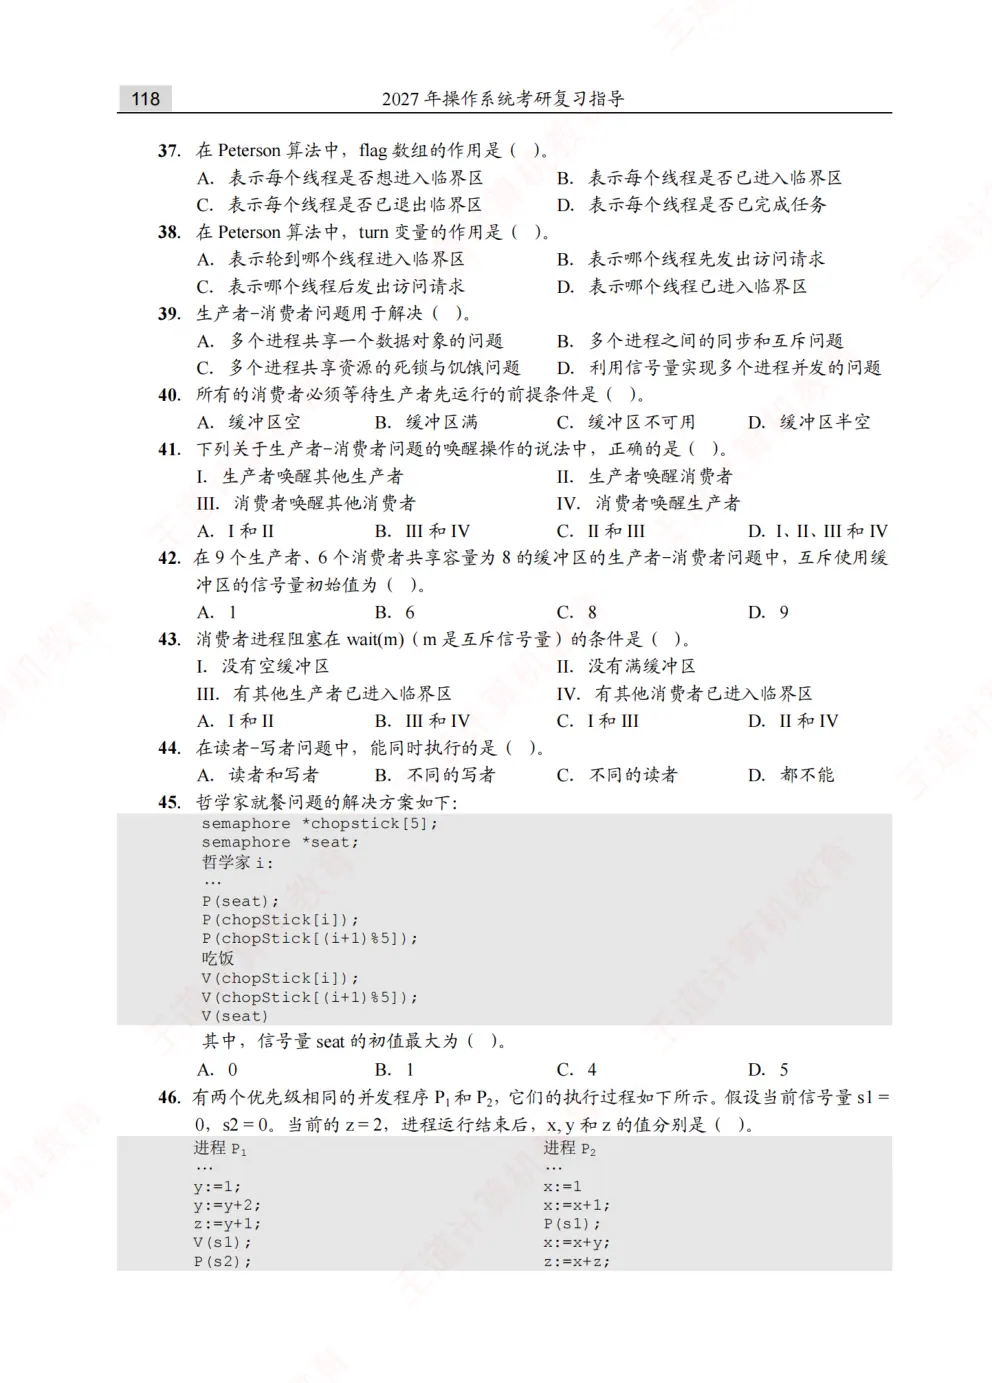 118
2027 年操作系统考研复习指导
37. 在 Peterson 算法中，flag 数组的作用是（ ）。
A. 表示每个线程是否想进入临界区 B. 表示每个线程是否已进入临界区
C. 表示每个线程是否已退出临界区 D. 表示每个线程是否已完成任务
38. 在 Peterson 算法中，turn 变量的作用是（ ）。
A. 表示轮到哪个线程进入临界区 B. 表示哪个线程先发出访问请求
C. 表示哪个线程后发出访问请求 D. 表示哪个线程已进入临界区
39. 生产者-消费者问题用于解决（ ）。
A. 多个进程共享一个数据对象的问题 B. 多个进程之间的同步和互斥问题
C. 多个进程共享资源的死锁与饥饿问题 D. 利用信号量实现多个进程并发的问题
40. 所有的消费者必须等待生产者先运行的前提条件是（ ）。
A. 缓冲区空 B. 缓冲区满 C. 缓冲区不可用 D. 缓冲区半空
41. 下列关于生产者-消费者问题的唤醒操作的说法中，正确的是（ ）。
I. 生产者唤醒其他生产者 II. 生产者唤醒消费者
III. 消费者唤醒其他消费者 IV. 消费者唤醒生产者
A. I 和 II B. III 和 IV C. II 和 III D. I、II、III 和 IV
42. 在 9 个生产者、6 个消费者共享容量为 8 的缓冲区的生产者-消费者问题中，互斥使用缓
冲区的信号量初始值为（ ）。
A. 1 B. 6 C. 8 D. 9
43. 消费者进程阻塞在 wait(m)（m 是互斥信号量）的条件是（ ）。
I. 没有空缓冲区 II. 没有满缓冲区
III. 有其他生产者已进入临界区 IV. 有其他消费者已进入临界区
A. I 和 II B. III 和 IV C. I 和 III D. II 和 IV
44. 在读者-写者问题中，能同时执行的是（ ）。
A. 读者和写者 B. 不同的写者 C. 不同的读者 D. 都不能
45. 哲学家就餐问题的解决方案如下：
semaphore *chopstick[5];
semaphore *seat;
哲学家 i:
…
P(seat);
P(chopStick[i]);
P(chopStick[(i+1)%5]);
吃饭
V(chopStick[i]);
V(chopStick[(i+1)%5]);
V(seat)
其中，信号量 seat 的初值最大为（ ）。
A. 0 B. 1 C. 4 D. 5
46. 有两个优先级相同的并发程序 P1 和 P2，它们的执行过程如下所示。假设当前信号量 s1 =
0，s2 = 0。当前的 z = 2，进程运行结束后，x, y 和 z 的值分别是（ ）。
进程 P1 进程 P2
… …
y:=1; x:=1
y:=y+2; x:=x+1;
z:=y+1; P(s1);
V(s1); x:=x+y;
P(s2); z:=x+z;